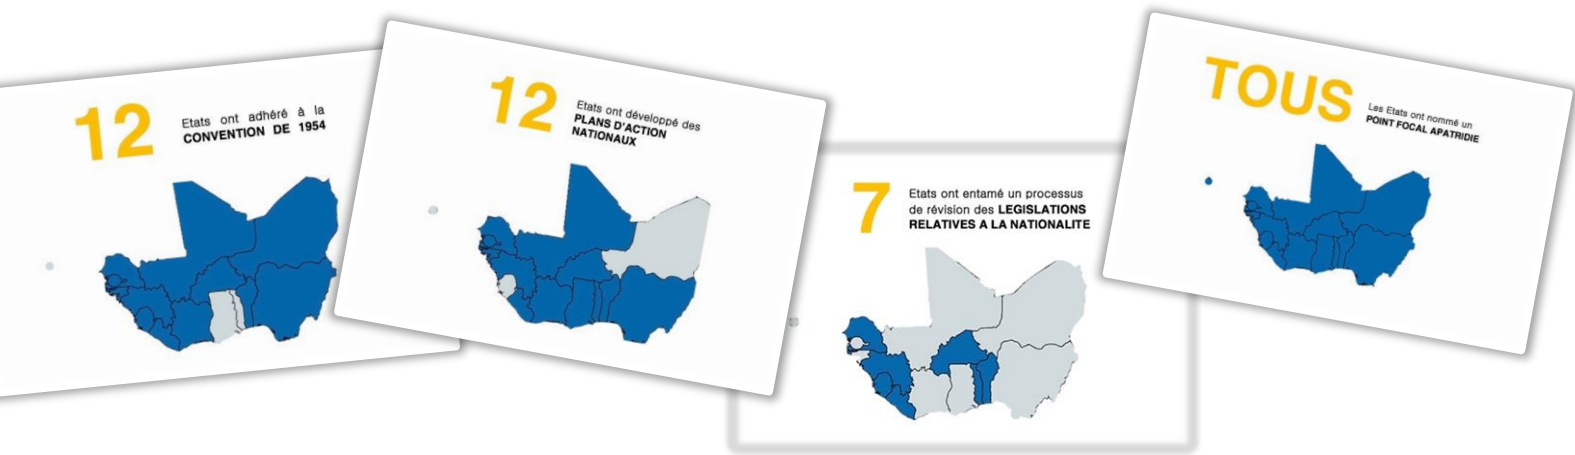 12
Etats ont adhéré à la
CONVENTION DE 1954
12
Etats ont développé des
PLANS D'ACTION
NATIONAUX
7
Etats ont entamé un processus
de révision des LEGISLATIONS
RELATIVES A LA NATIONALITE
TOUS
Les Etats ont nommé un
POINT FOCAL APATRIDIE